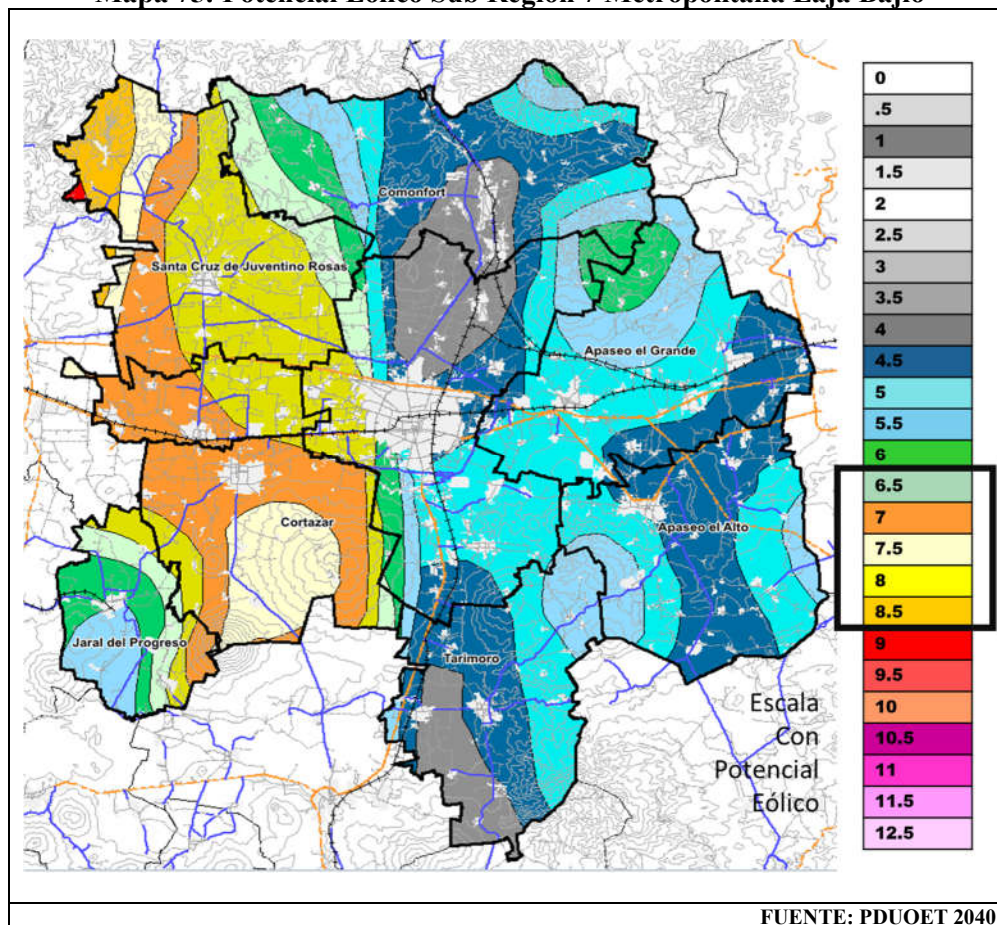 Mapa 75. Potencial Eólico Sub Región 7 Metropolitana Laja Bajío
0
.5
1
1.5
2
2.5
3
3.5
4
4.5
5
5.5
6
6.5
7
7.5
8
8.5
9
9.5
10
10.5
11
11.5
12.5
Comonfort
Santa Cruz de Juventino Rosas
Apaseo el Grande
Cortazar
Apaseo el Alto
Jaral del Progreso
Tarimoro
Escala
Con
Potencial
Eólico
FUENTE: PDUOET 2040